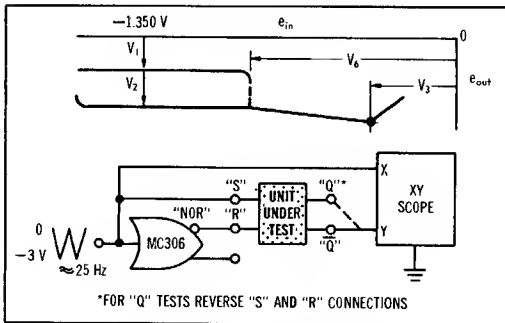 −1.350 V
e_in
0
V₁
V₆
V₂
V₃
e_out
"S"
"Q"*
X
"NOR"
"R"
UNIT
UNDER
TEST
XY
SCOPE
0
−3 V
≈25 Hz
MC306
"Q̅"
Y
*FOR "Q" TESTS REVERSE "S" AND "R" CONNECTIONS